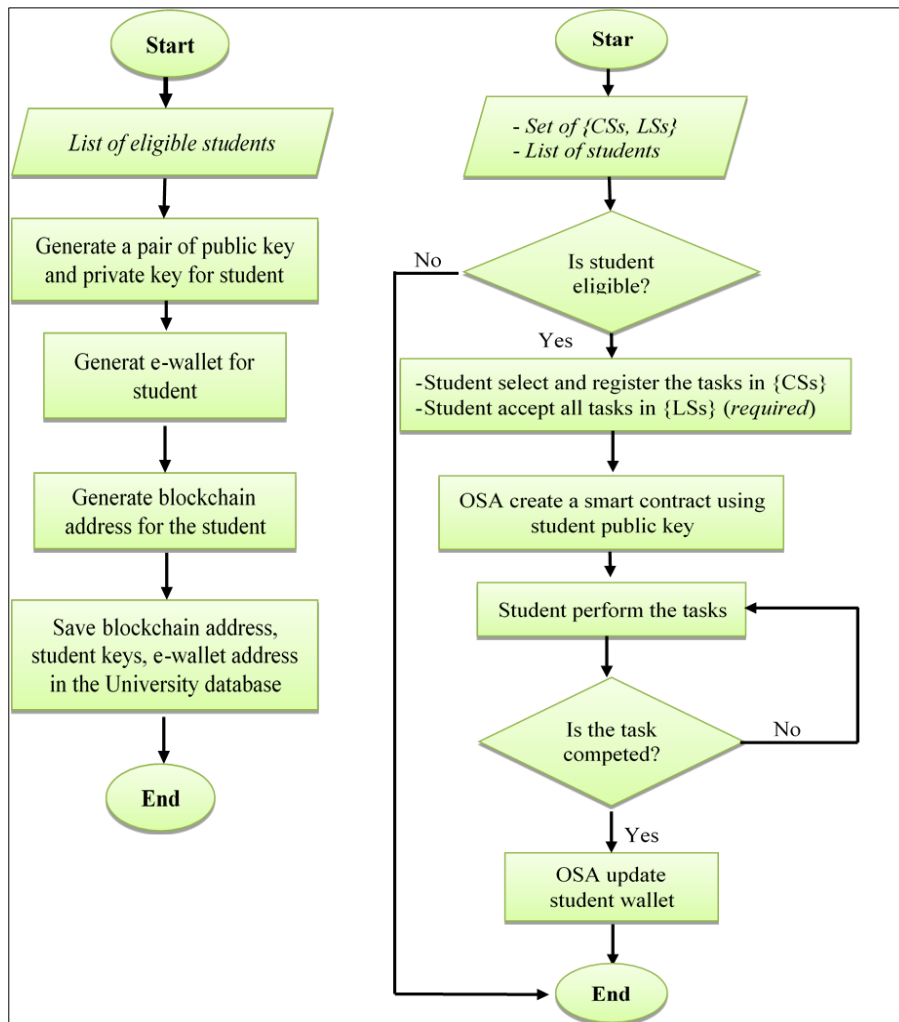 Start
List of eligible students
Generate a pair of public key
and private key for student
Generat e-wallet for
student
Generate blockchain
address for the student
Save blockchain address,
student keys, e-wallet address
in the University database
End
Star
- Set of {CSs, LSs}
- List of students
No
Is student
eligible?
Yes
-Student select and register the tasks in {CSs}
-Student accept all tasks in {LSs} (required)
OSA create a smart contract using
student public key
Student perform the tasks
Is the task
competed?
No
Yes
OSA update
student wallet
End